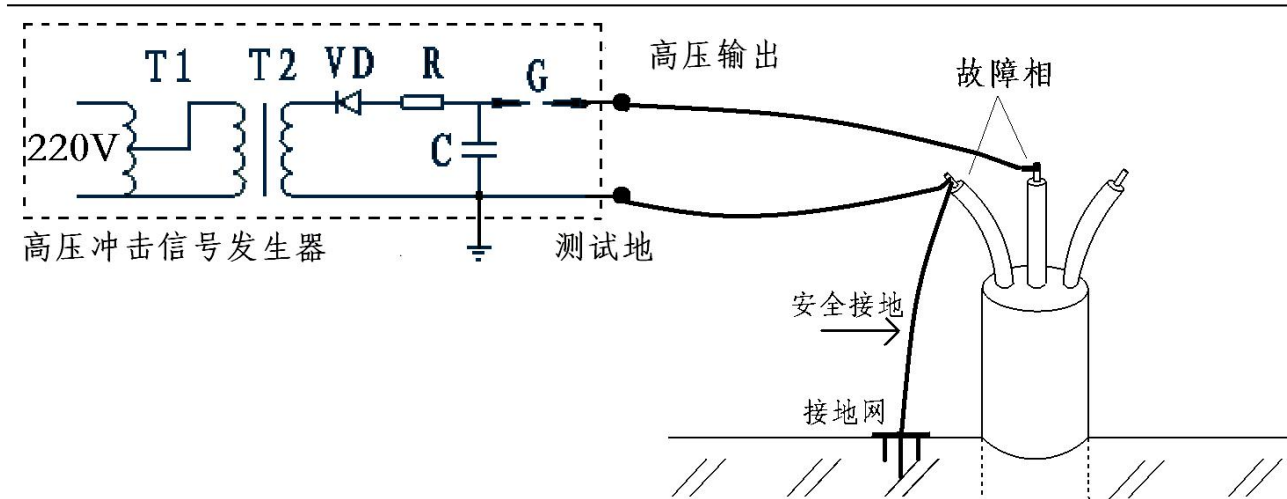 T1 T2 VD R G
高压输出
故障相
220V
C
高压冲击信号发生器
测试地
安全接地
接地网